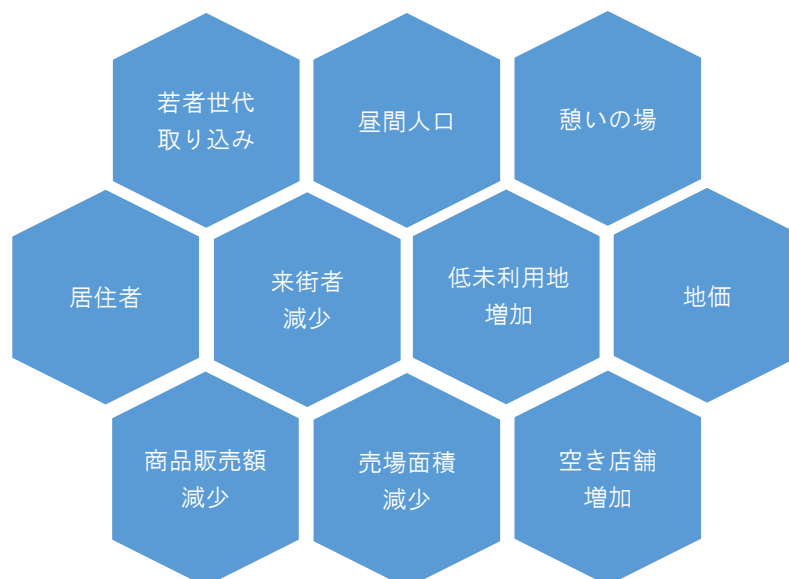 若者世代
取り込み
昼間人口
憩いの場
居住者
来街者
減少
低未利用地
増加
地価
商品販売額
減少
売場面積
減少
空き店舗
増加